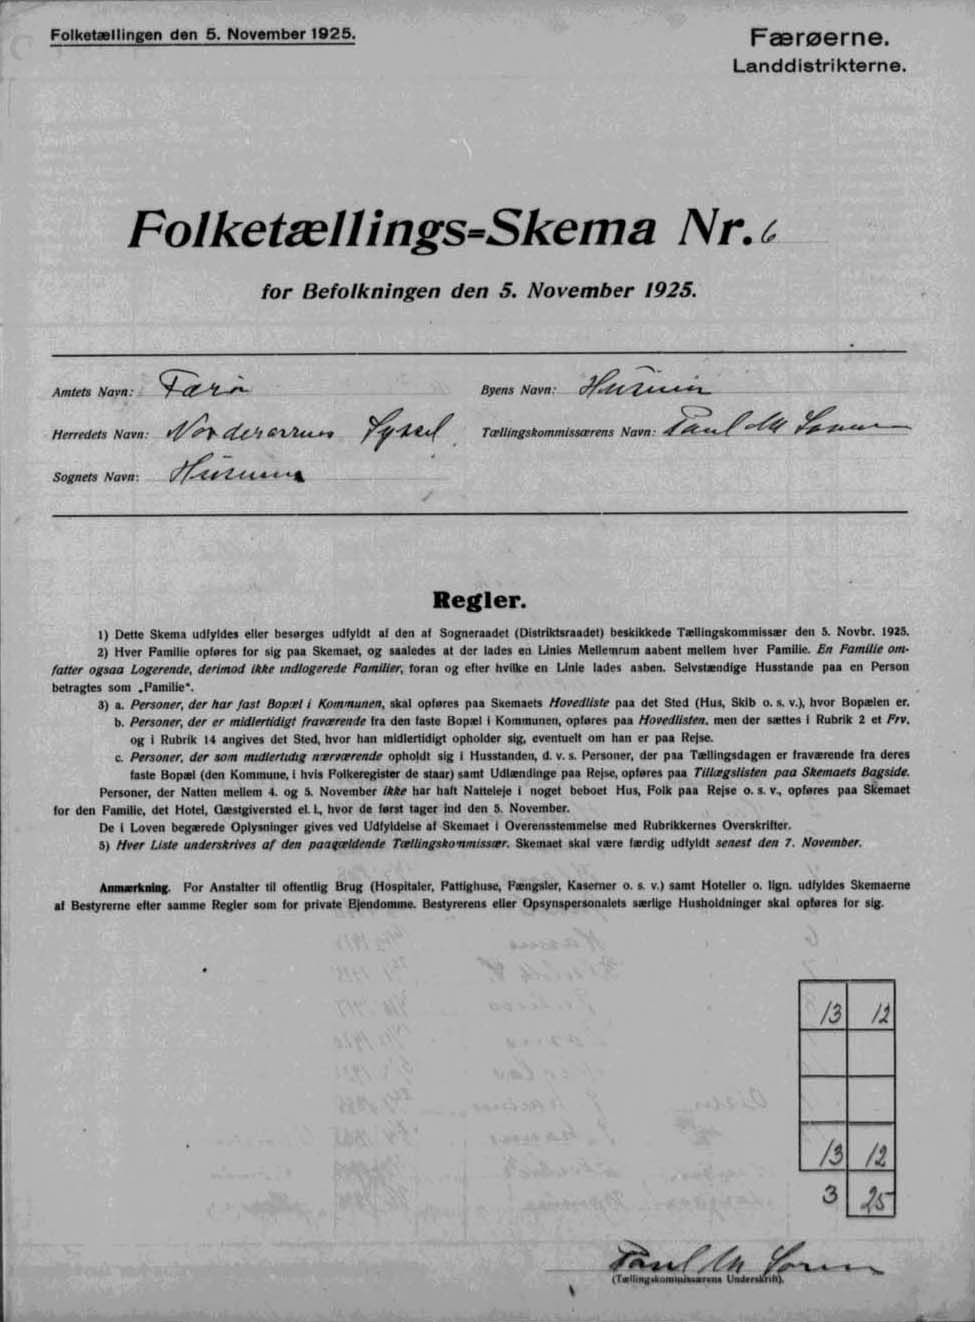 Folketællingen den 5. November 1925.
Færøerne.
Landdistrikterne.
Folketællings=Skema Nr. 6
for Befolkningen den 5. November 1925.
Amtets Navn: Færø
Byens Navn: Husum
Herredets Navn: Norderøernes Syssel
Tællingskommissærens Navn: Paul M
Sognets Navn: Husum
Regler.
1) Dette Skema udfyldes eller besørges udfyldt af den af Sogneraadet (Distriktsraadet) beskikkede Tællingskommissær den 5. Novbr. 1925.
2) Hver Familie opføres for sig paa Skemaet, og saaledes at der lades en Linies Mellemrum aabent mellem hver Familie. En Familie om-
fatter ogsaa Logerende, derimod ikke indlogerede Familier, foran og efter hvilke en Linie lades aaben. Selvstændige Husstande paa en Person
betragtes som „Familie“.
3) a. Personer, der har fast Bopæl i Kommunen, skal opføres paa Skemaets Hovedliste paa det Sted (Hus, Skib o. s. v.), hvor Bopælen er.
b. Personer, der er midlertidigt fraværende fra den faste Bopæl i Kommunen, opføres paa Hovedlisten, men der sættes i Rubrik 2 et Frv.
og i Rubrik 14 angives det Sted, hvor han midlertidigt opholder sig, eventuelt om han er paa Rejse.
c. Personer, der som midlertidig nærværende opholdt sig i Husstanden, d. v. s. Personer, der paa Tællingsdagen er fraværende fra deres
faste Bopæl (den Kommune, i hvis Folkeregister de staar) samt Udlændinge paa Rejse, opføres paa Tillægslisten paa Skemaets Bagside.
Personer, der Natten mellem 4. og 5. November ikke har haft Natteleje i noget beboet Hus, Folk paa Rejse o. s. v., opføres paa Skemaet
for den Familie, det Hotel, Gæstgiversted el. l., hvor de først tager ind den 5. November.
De i Loven begærede Oplysninger gives ved Udfyldelse af Skemaet i Overensstemmelse med Rubrikkernes Overskrifter.
5) Hver Liste underskrives af den paagældende Tællingskommissær. Skemaet skal være færdig udfyldt senest den 7. November.
Anmærkning. For Anstalter til offentlig Brug (Hospitaler, Fattighuse, Fængsler, Kaserner o. s. v.) samt Hoteller o. lign. udfyldes Skemaerne
af Bestyrerne efter samme Regler som for private Ejendomme. Bestyrerens eller Opsynspersonalets særlige Husholdninger skal opføres for sig.
13 12
13 12
3 25
Paul M
(Tællingskommissærens Underskrift).